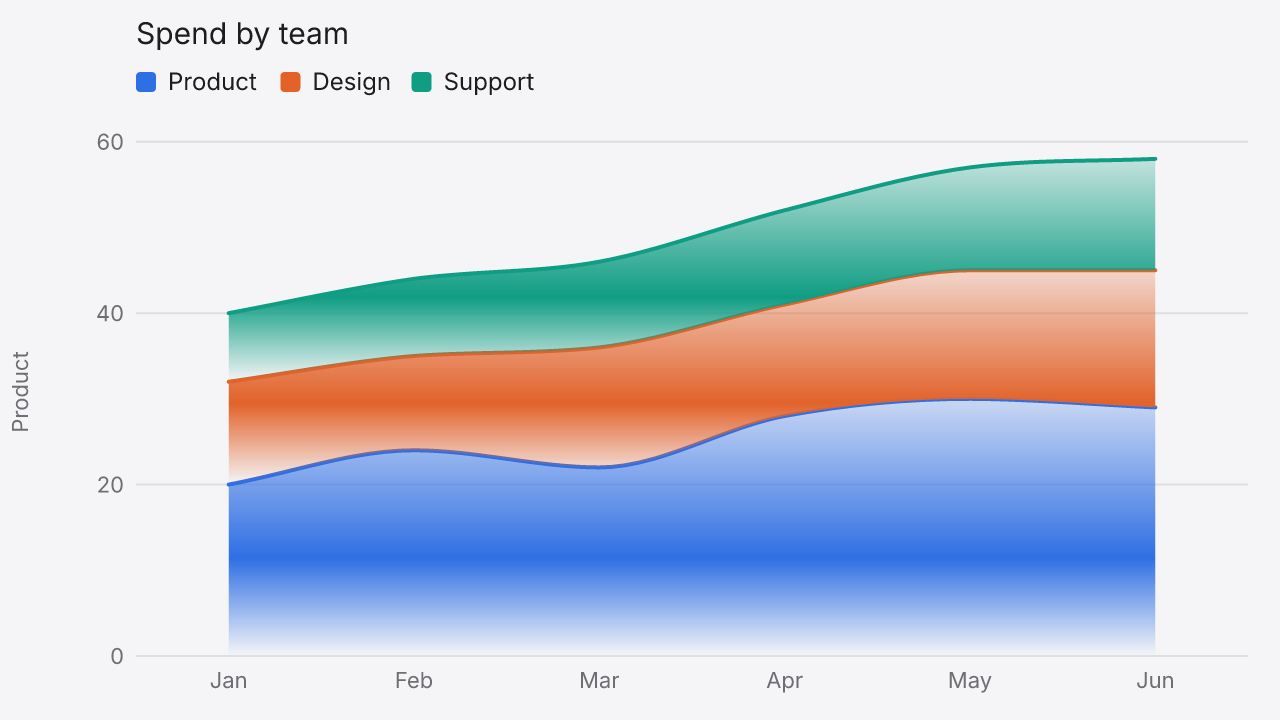 Spend by team
Product Design Support
60
40
20
0
Product
Jan Feb Mar Apr May Jun